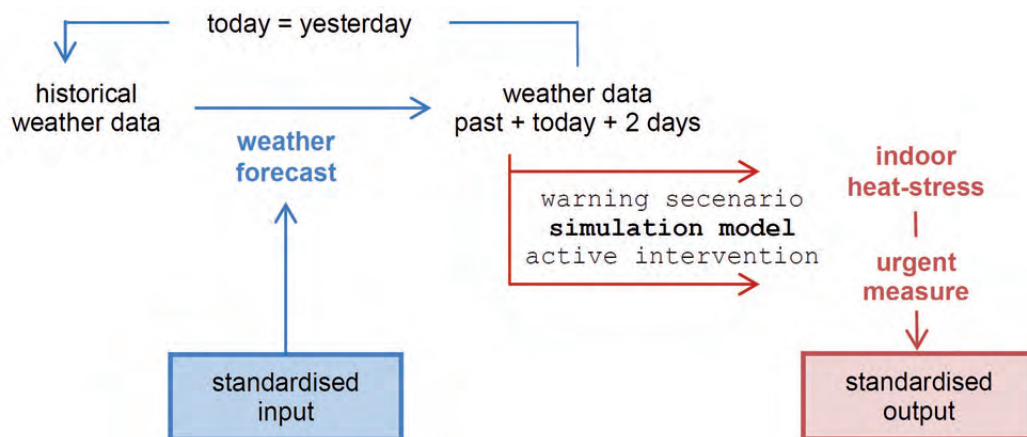 today = yesterday
historical
weather data
weather data
past + today + 2 days
weather
forecast
indoor
heat-stress
warning secenario
simulation model
active intervention
urgent
measure
standardised
input
standardised
output